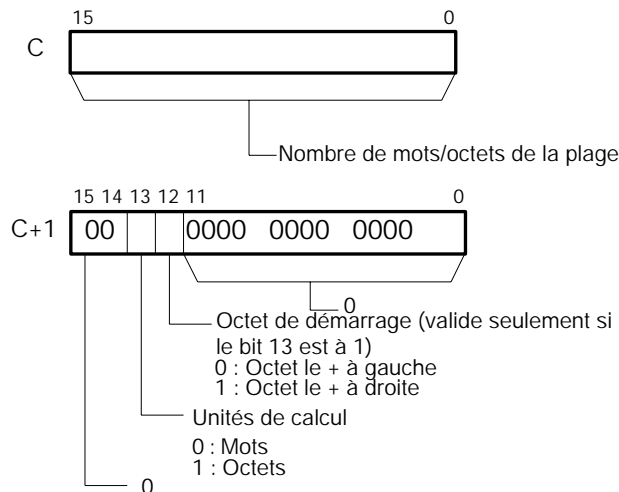 15 0
C
Nombre de mots/octets de la plage
15 14 13 12 11 0
C+1 00 0000 0000 0000
0
Octet de démarrage (valide seulement si
le bit 13 est à 1)
0 : Octet le + à gauche
1 : Octet le + à droite
Unités de calcul
0 : Mots
1 : Octets
0